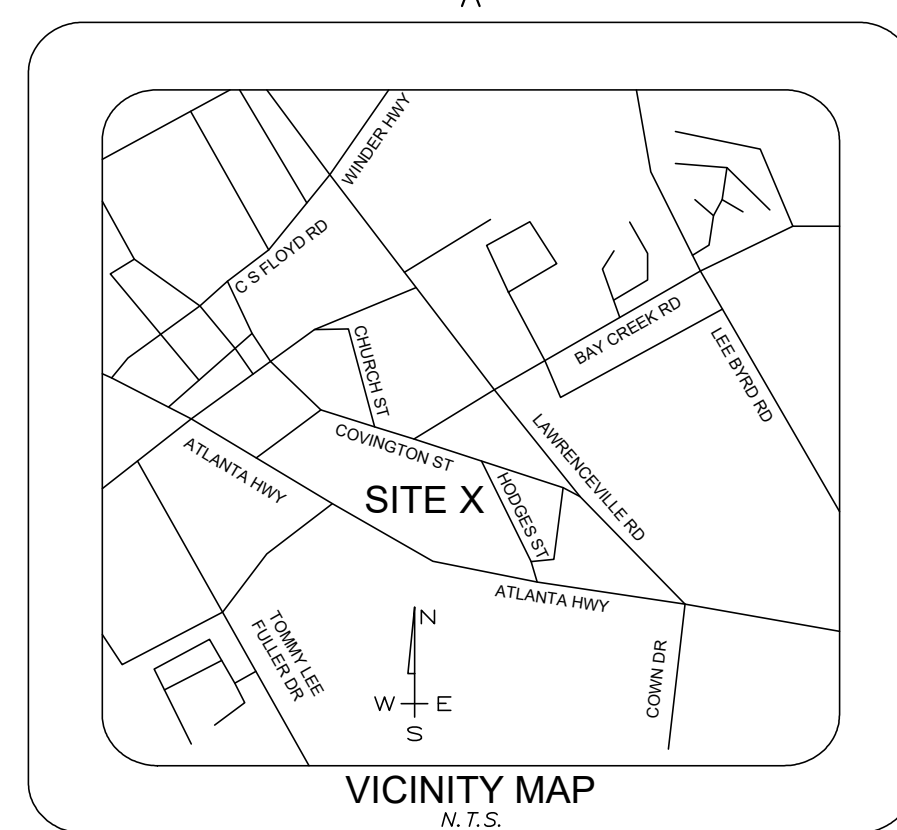 WINDER HWY
C S FLOYD RD
CHURCH ST
BAY CREEK RD
LEE BYRD RD
COVINGTON ST
LAWRENCEVILLE RD
ATLANTA HWY
SITE X
HODGES ST
ATLANTA HWY
TOMMY LEE
FULLER DR
COWN DR
N
W E
S
VICINITY MAP
N.T.S.